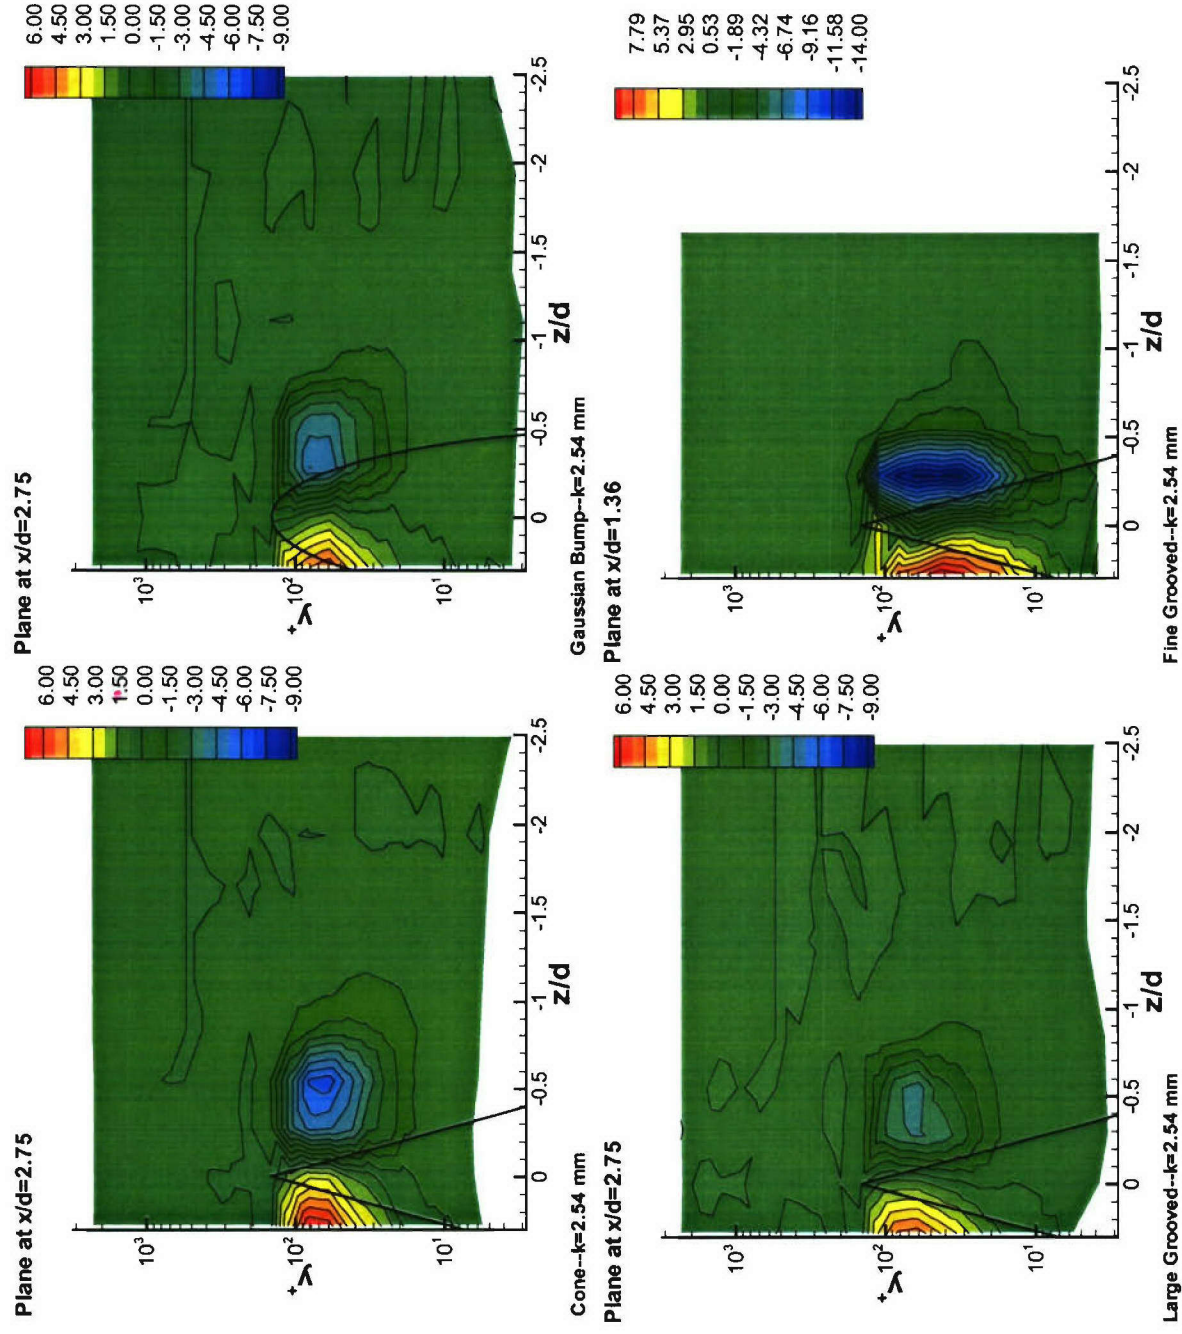 Plane at x/d=2.75
6.00
4.50
3.00
1.50
0.00
-1.50
-3.00
-4.50
-6.00
-7.50
-9.00
10³
10²
10¹
y⁺
0 -0.5 -1 -1.5 -2 -2.5
z/d
Cone--k=2.54 mm
Plane at x/d=2.75
6.00
4.50
3.00
1.50
0.00
-1.50
-3.00
-4.50
-6.00
-7.50
-9.00
10³
10²
10¹
y⁺
0 -0.5 -1 -1.5 -2 -2.5
z/d
Gaussian Bump--k=2.54 mm
Plane at x/d=2.75
6.00
4.50
3.00
1.50
0.00
-1.50
-3.00
-4.50
-6.00
-7.50
-9.00
10³
10²
10¹
y⁺
0 -0.5 -1 -1.5 -2 -2.5
z/d
Large Grooved--k=2.54 mm
Plane at x/d=1.36
7.79
5.37
2.95
0.53
-1.89
-4.32
-6.74
-9.16
-11.58
-14.00
10³
10²
10¹
y⁺
0 -0.5 -1 -1.5 -2 -2.5
z/d
Fine Grooved--k=2.54 mm